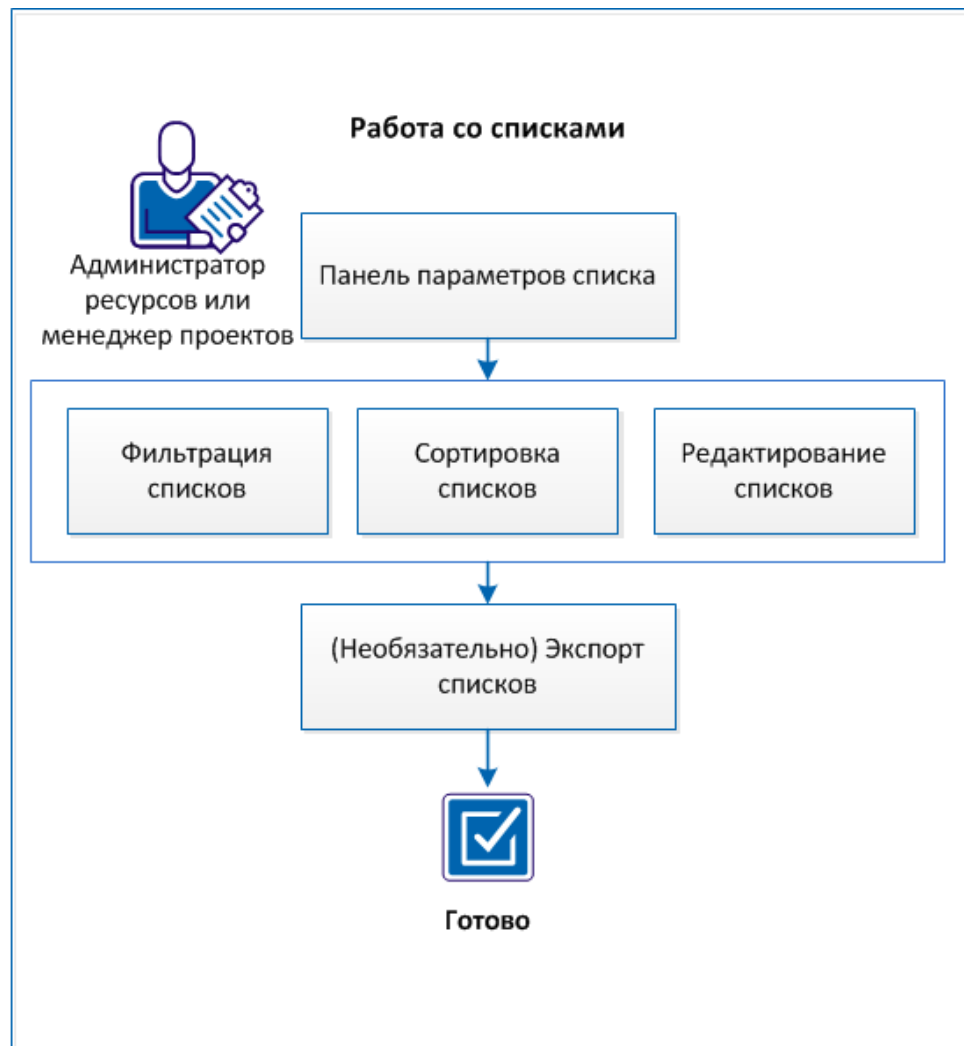 Работа со списками
Администратор
ресурсов или
менеджер проектов
Панель параметров списка
Фильтрация
списков
Сортировка
списков
Редактирование
списков
(Необязательно) Экспорт
списков
Готово